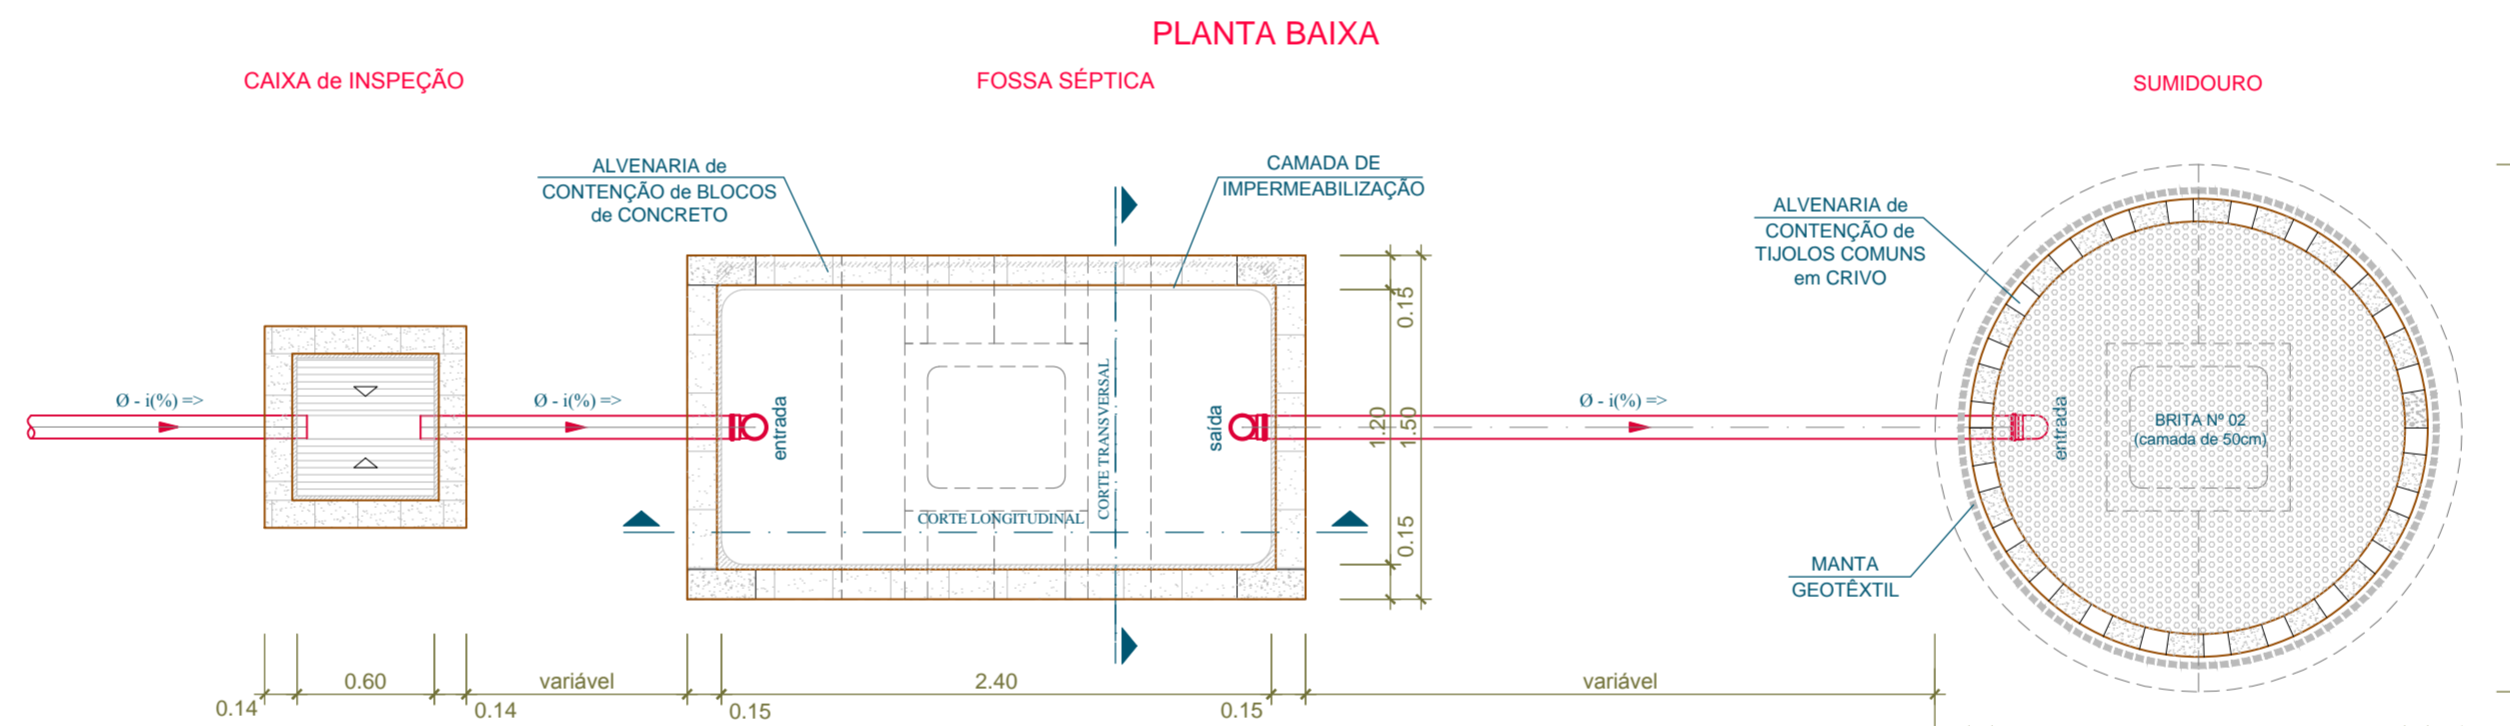 PLANTA BAIXA
CAIXA de INSPEÇÃO
FOSSA SÉPTICA
SUMIDOURO
ALVENARIA de
CONTENÇÃO de BLOCOS
de CONCRETO
CAMADA DE
IMPERMEABILIZAÇÃO
ALVENARIA de
CONTENÇÃO de
TIJOLOS COMUNS
em CRIVO
Ø - i(%) =>
Ø - i(%) =>
entrada
saída
Ø - i(%) =>
entrada
BRITA Nº 02
(camada de 50cm)
CORTE TRANSVERSAL
CORTE LONGITUDINAL
0.15
1.20
1.50
0.15
MANTA
GEOTÊXTIL
0.14
0.60
0.14
variável
0.15
2.40
0.15
variável